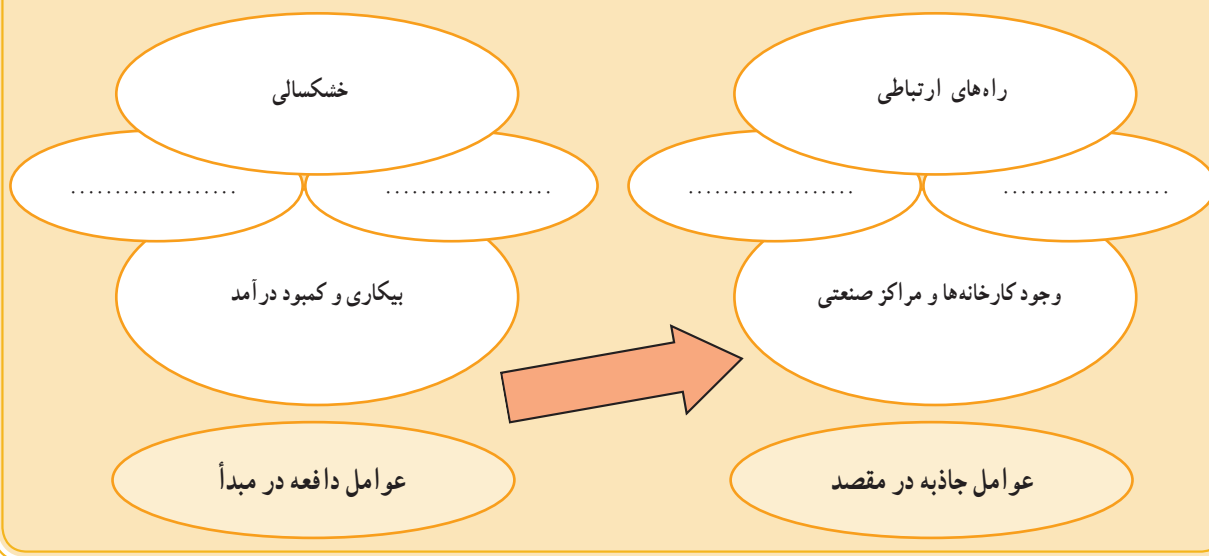 راه‌های ارتباطی
...................
...................
وجود کارخانه‌ها و مراکز صنعتی
عوامل جاذبه در مقصد
خشکسالی
...................
...................
بیکاری و کمبود درآمد
عوامل دافعه در مبدأ